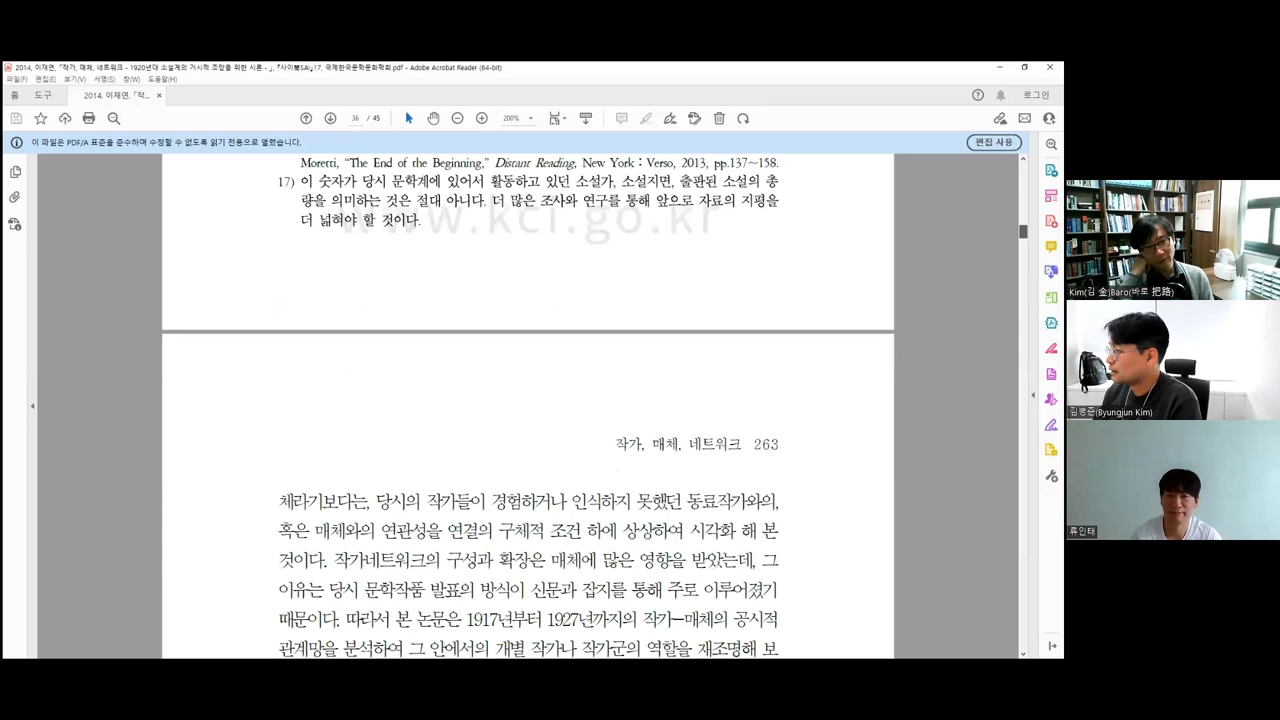 2014, 이재연, 「작가, 매체, 네트워크 - 1920년대 소설계의 거시적 조망을 위한 시론 - 」, 『사이間SAI』17, 국제한국문학문화학회.pdf - Adobe Acrobat Reader (64-bit)
파일(F) 편집(E) 보기(V) 서명(S) 창(W) 도움말(H)
홈 도구 2014, 이재연, 「작... × 로그인
36 / 45 200%
이 파일은 PDF/A 표준을 준수하며 수정할 수 없도록 읽기 전용으로 열렸습니다. 편집 사용
Moretti, “The End of the Beginning,” Distant Reading, New York : Verso, 2013, pp.137~158.
17) 이 숫자가 당시 문학계에 있어서 활동하고 있던 소설가, 소설지면, 출판된 소설의 총
량을 의미하는 것은 절대 아니다. 더 많은 조사와 연구를 통해 앞으로 자료의 지평을
더 넓혀야 할 것이다.
www.kci.go.kr
작가, 매체, 네트워크 263
체라기보다는, 당시의 작가들이 경험하거나 인식하지 못했던 동료작가와의,
혹은 매체와의 연관성을 연결의 구체적 조건 하에 상상하여 시각화 해 본
것이다. 작가네트워크의 구성과 확장은 매체에 많은 영향을 받았는데, 그
이유는 당시 문학작품 발표의 방식이 신문과 잡지를 통해 주로 이루어졌기
때문이다. 따라서 본 논문은 1917년부터 1927년까지의 작가–매체의 공시적
관계망을 분석하여 그 안에서의 개별 작가나 작가군의 역할을 재조명해 보
Kim(김 金)Baro(바로 把路)
김병준(Byungjun Kim)
류인태